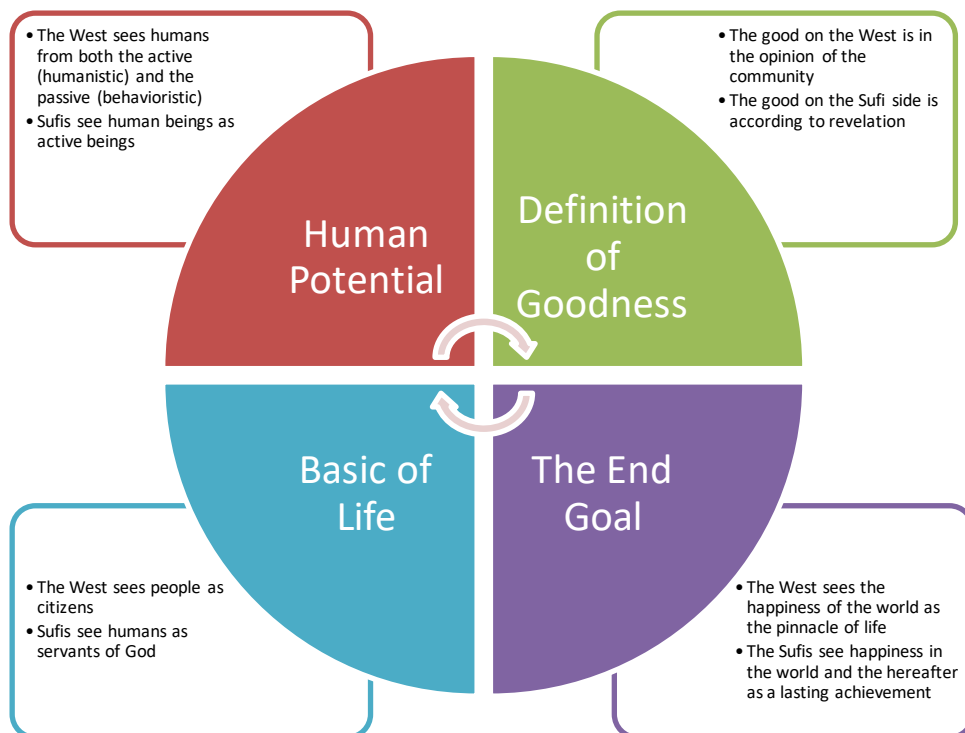 • The West sees humans
from both the active
(humanistic) and the
passive (behavioristic)
• Sufis see human beings as
active beings
• The good on the West is in
the opinion of the
community
• The good on the Sufi side is
according to revelation
Human
Potential
Definition
of
Goodness
Basic of
Life
The End
Goal
• The West sees people as
citizens
• Sufis see humans as
servants of God
• The West sees the
happiness of the world as
the pinnacle of life
• The Sufis see happiness in
the world and the hereafter
as a lasting achievement